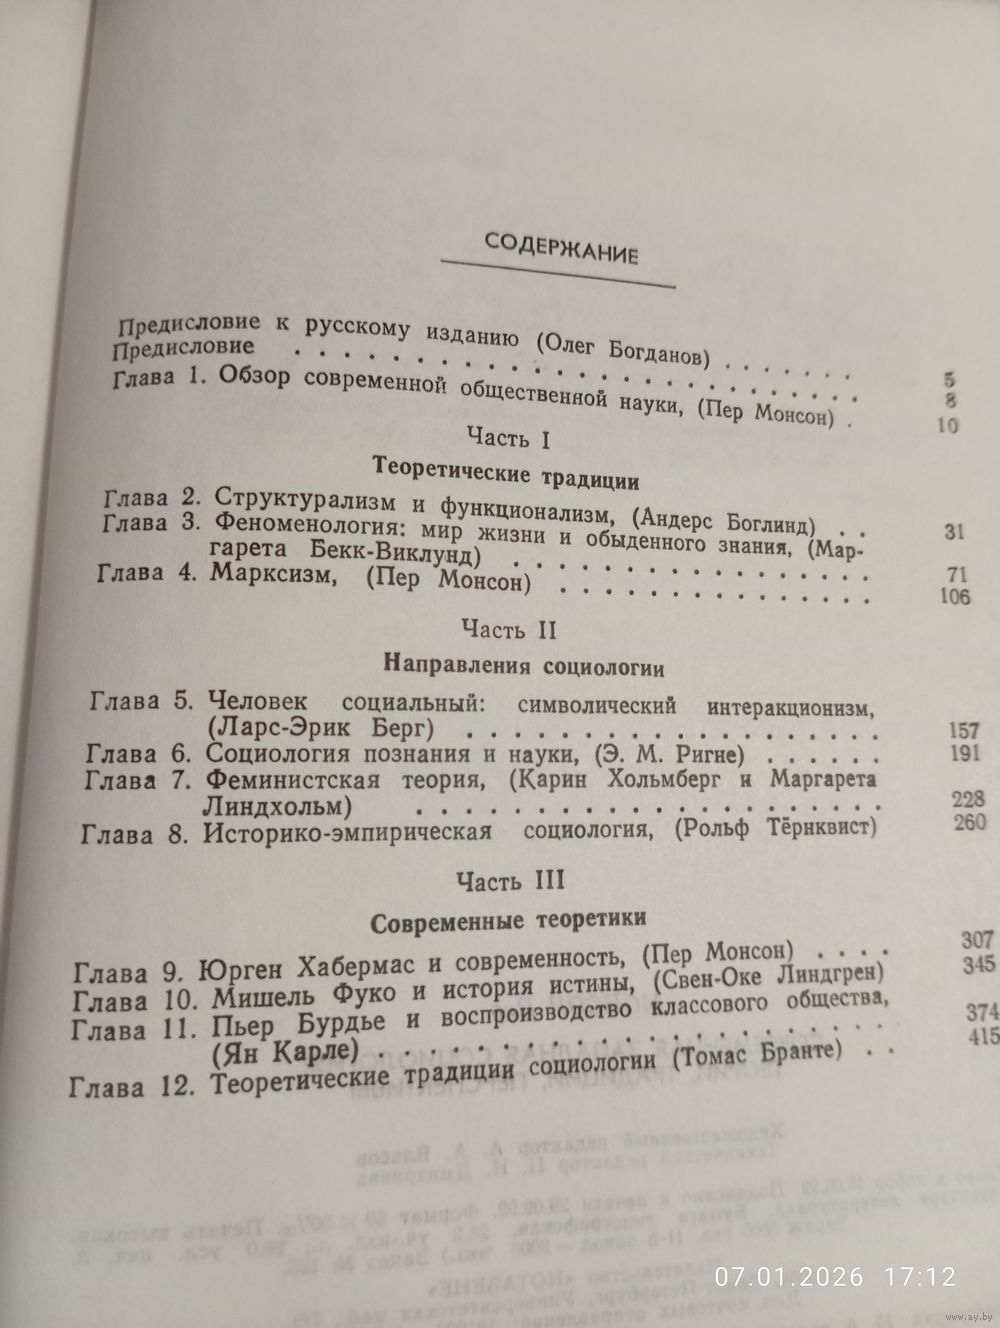 СОДЕРЖАНИЕ
Предисловие к русскому изданию (Олег Богданов) . . . . . . . 5
Предисловие . . . . . . . . . . . . . . . . . . . . . . . . 8
Глава 1. Обзор современной общественной науки, (Пер Монсон) . 10
Часть I
Теоретические традиции
Глава 2. Структурализм и функционализм, (Андерс Боглинд) . . 31
Глава 3. Феноменология: мир жизни и обыденного знания, (Мар-
гарета Бекк-Виклунд) . . . . . . . . . . . . . . . . 71
Глава 4. Марксизм, (Пер Монсон) . . . . . . . . . . . . . . 106
Часть II
Направления социологии
Глава 5. Человек социальный: символический интеракционизм,
(Ларс-Эрик Берг) . . . . . . . . . . . . . . . . . . 157
Глава 6. Социология познания и науки, (Э. М. Ригне) . . . . . . 191
Глава 7. Феминистская теория, (Карин Хольмберг и Маргарета
Линдхольм) . . . . . . . . . . . . . . . . . . . . . 228
Глава 8. Историко-эмпирическая социология, (Рольф Тёрнквист) 260
Часть III
Современные теоретики
Глава 9. Юрген Хабермас и современность, (Пер Монсон) . . . . 307
Глава 10. Мишель Фуко и история истины, (Свен-Оке Линдгрен) 345
Глава 11. Пьер Бурдье и воспроизводство классового общества,
(Ян Карле) . . . . . . . . . . . . . . . . . . . . . . 374
Глава 12. Теоретические традиции социологии (Томас Бранте) . . 415
07.01.2026 17:12
www.ay.by